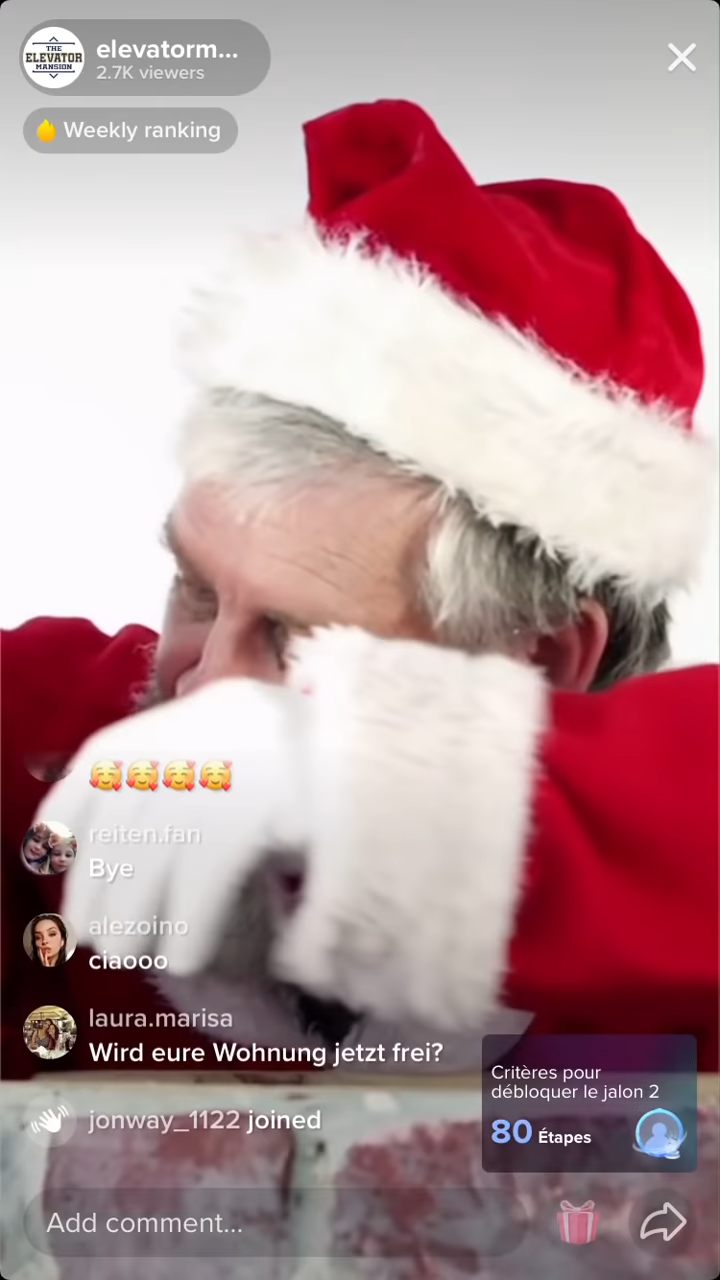 THE
ELEVATOR
MANSION
elevatorm...
2.7K viewers
Weekly ranking
🥰🥰🥰🥰
reiten.fan
Bye
alezoino
ciaooo
laura.marisa
Wird eure Wohnung jetzt frei?
Critères pour
débloquer le jalon 2
80 Étapes
jonway_1122 joined
Add comment...